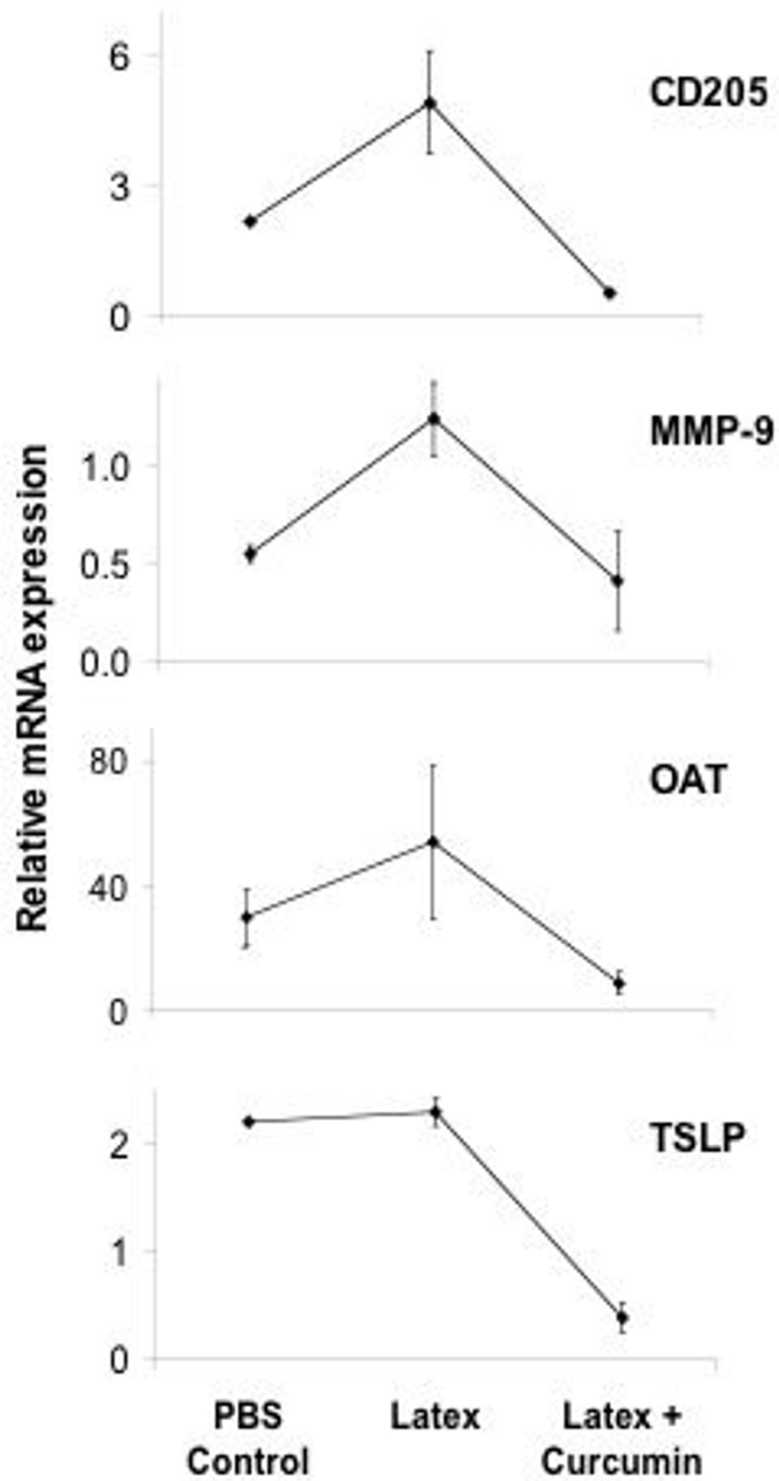 CD205
6
3
0
MMP-9
1.0
0.5
0.0
Relative mRNA expression
OAT
80
40
0
TSLP
2
1
0
PBS
Control
Latex
Latex +
Curcumin